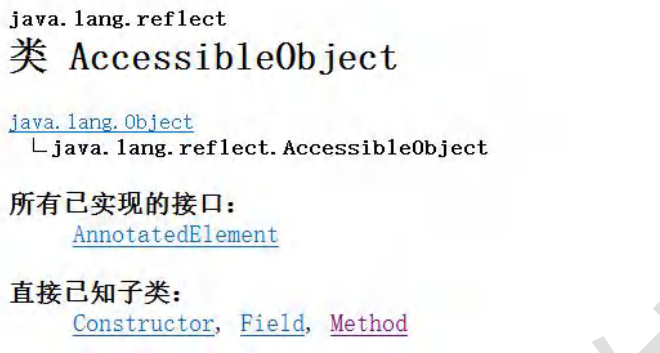 java.lang.reflect
类 AccessibleObject
java.lang.Object
└java.lang.reflect.AccessibleObject
所有已实现的接口：
AnnotatedElement
直接已知子类：
Constructor, Field, Method